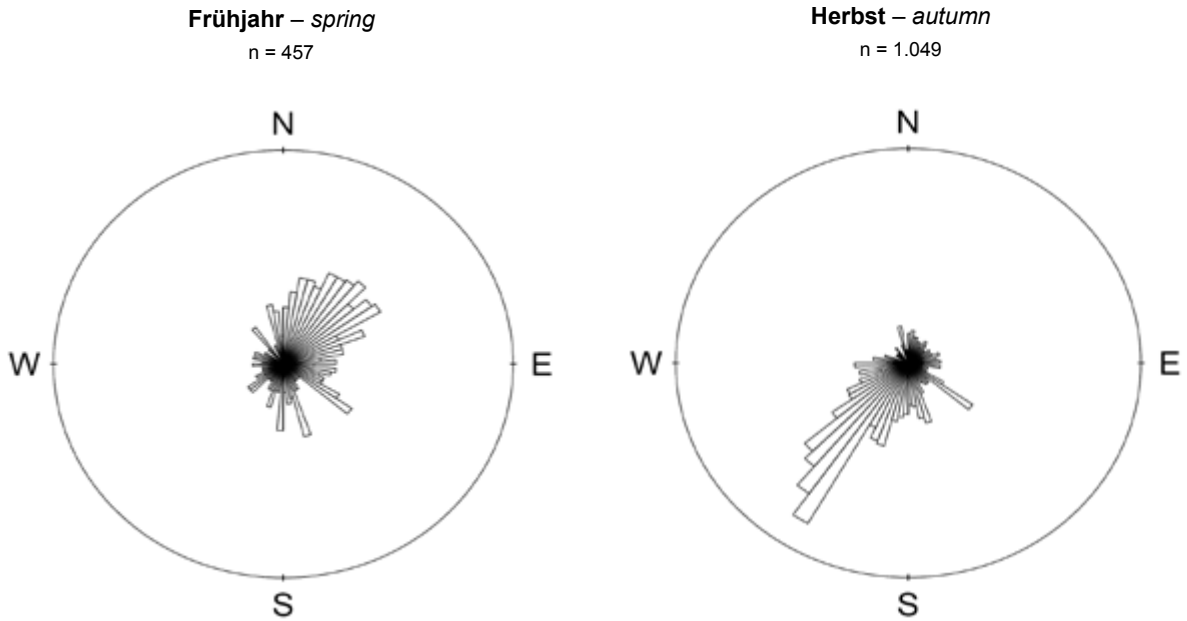 Frühjahr – spring
n = 457
N
W
E
S
Herbst – autumn
n = 1.049
N
W
E
S